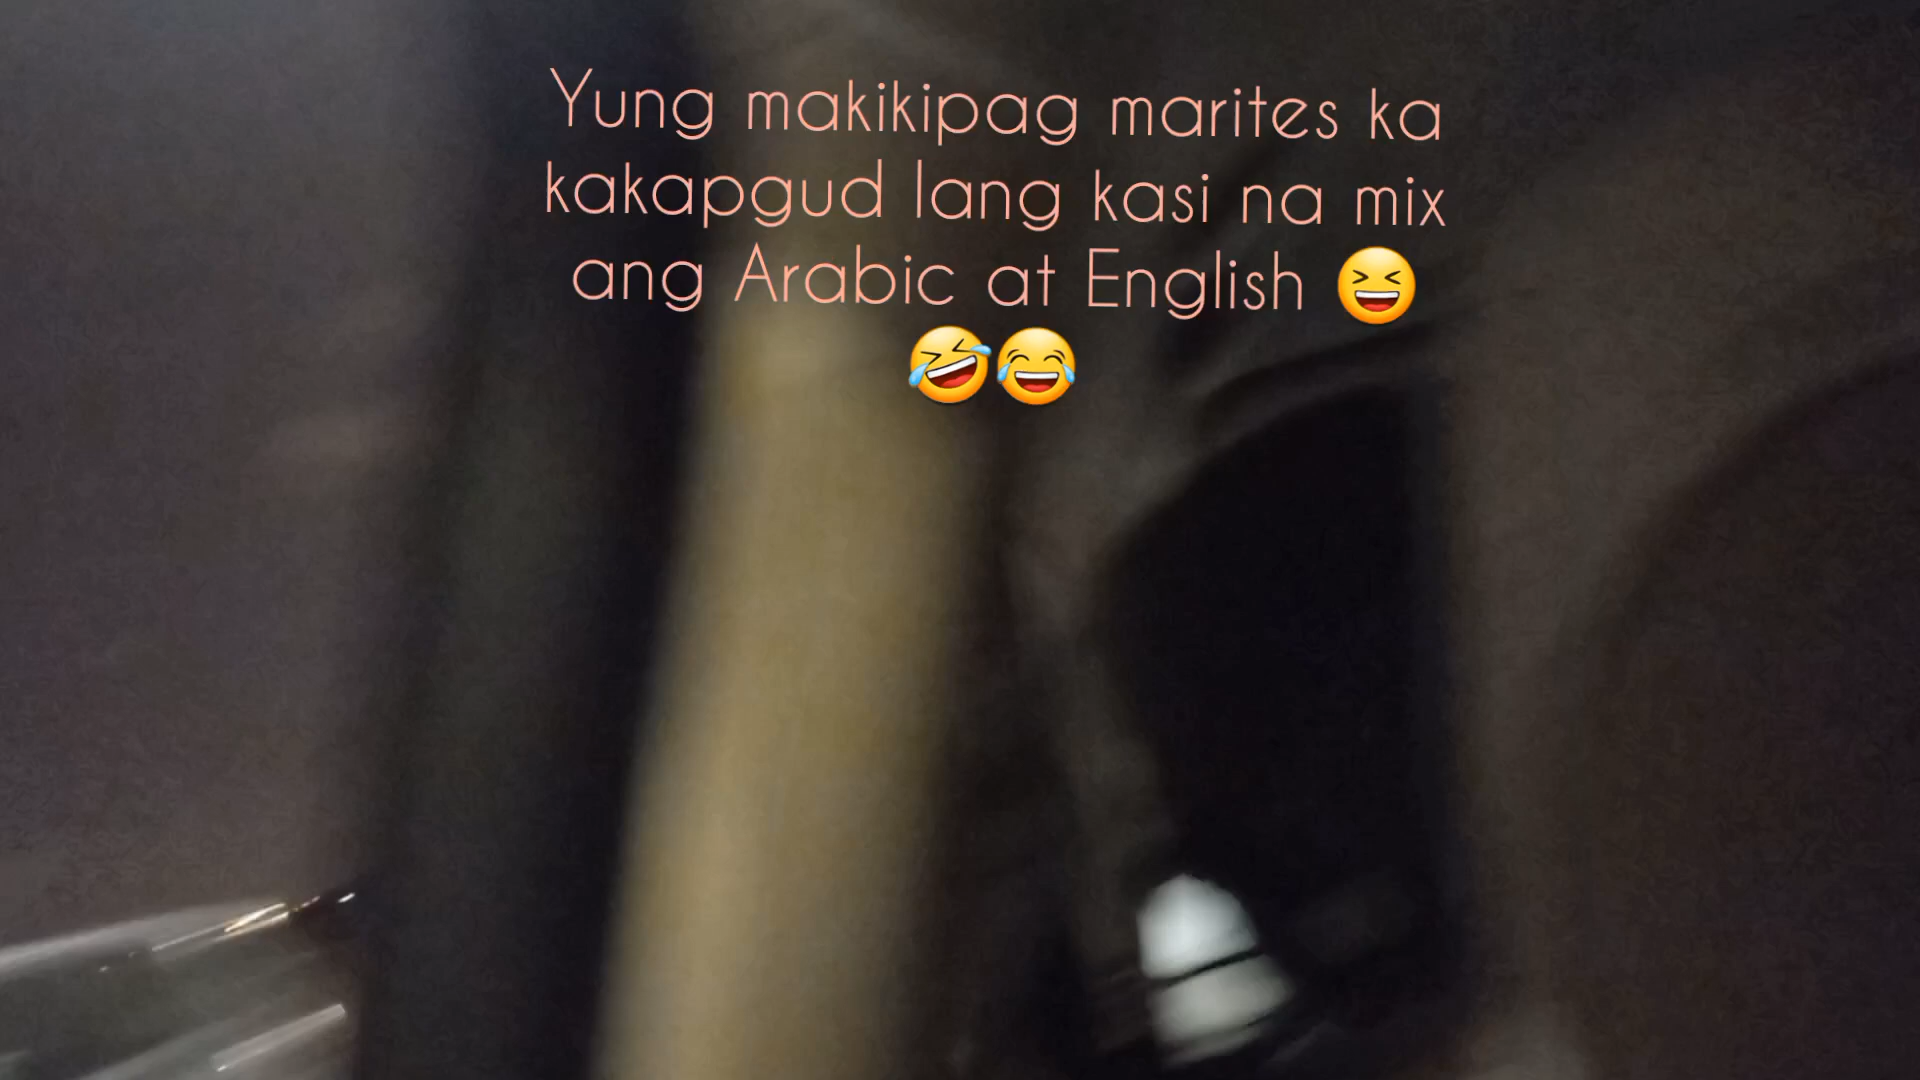 Yung makikipag marites ka
kakapgud lang kasi na mix
ang Arabic at English 😆
🤣😂